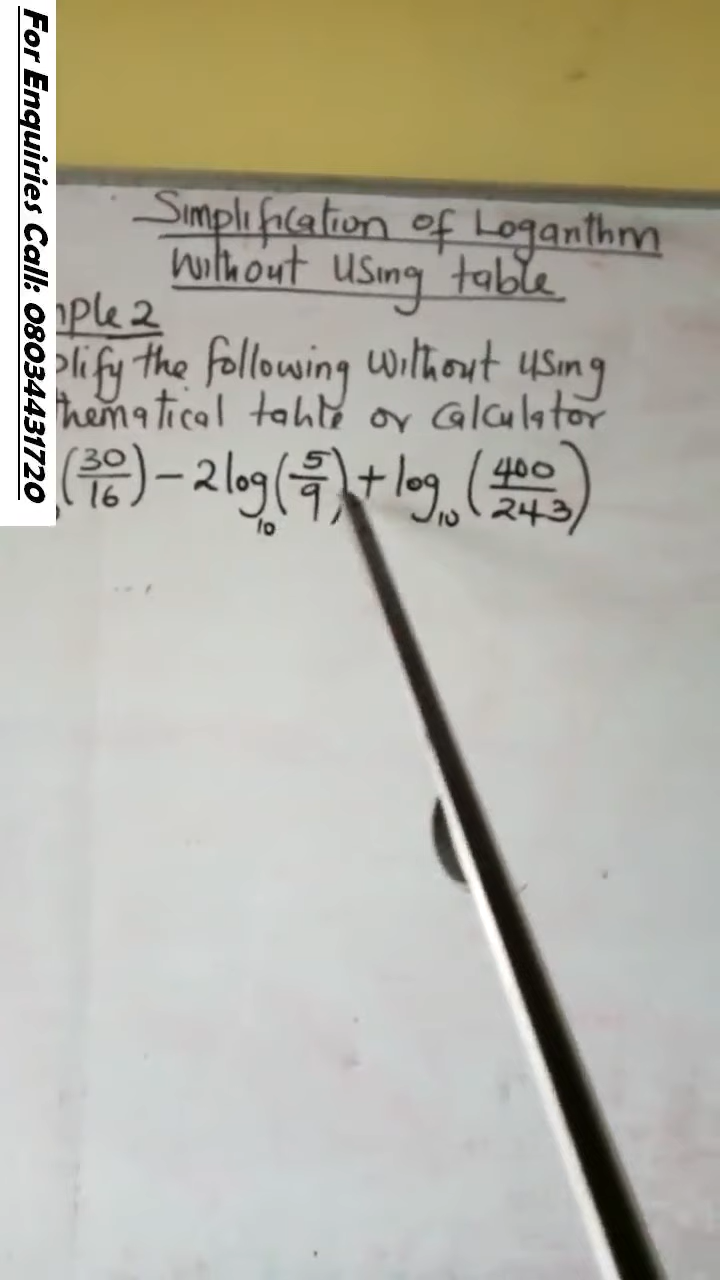 For Enquiries Call: 08034431720
Simplification of Logarithm
Without Using table
mple 2
plify the following without using
thematical table or Calculator
(30/16) - 2log₁₀(5/9) + log₁₀(400/243)